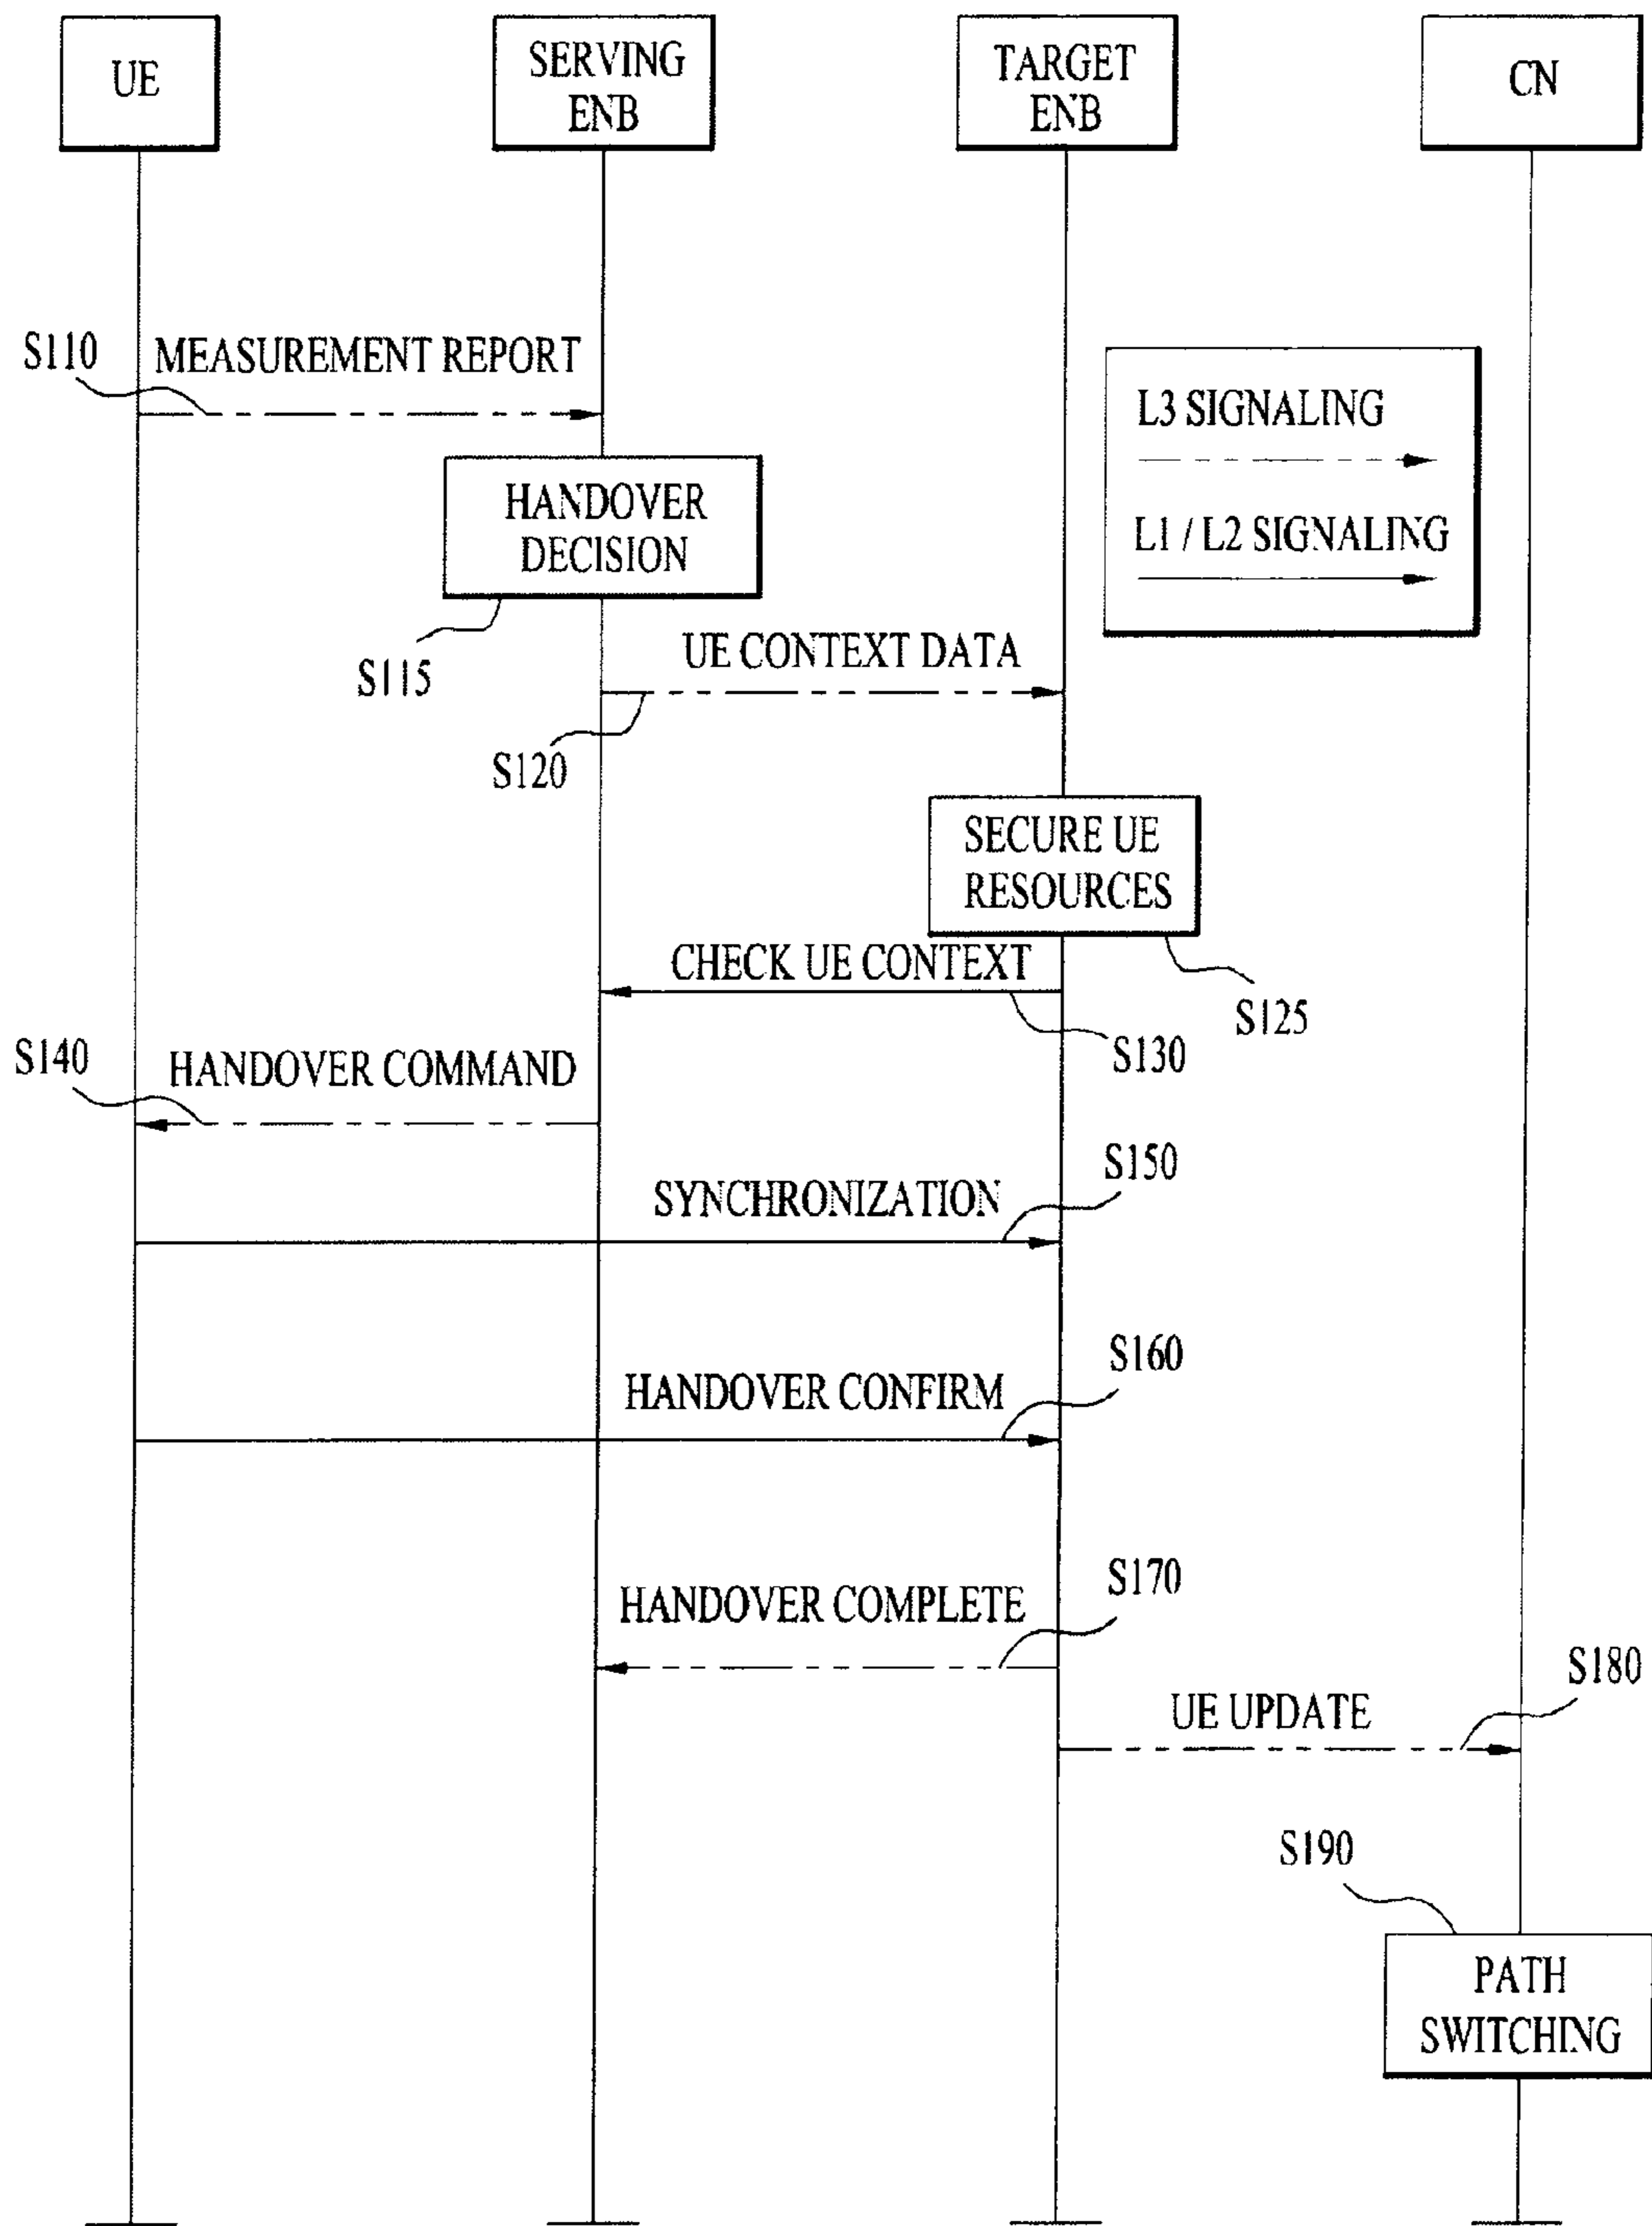 UE
SERVING
ENB
TARGET
ENB
CN
S110
MEASUREMENT REPORT
L3 SIGNALING
L1 / L2 SIGNALING
HANDOVER
DECISION
S115
UE CONTEXT DATA
S120
SECURE UE
RESOURCES
CHECK UE CONTEXT
S125
S130
S140
HANDOVER COMMAND
S150
SYNCHRONIZATION
S160
HANDOVER CONFIRM
S170
HANDOVER COMPLETE
S180
UE UPDATE
S190
PATH
SWITCHING